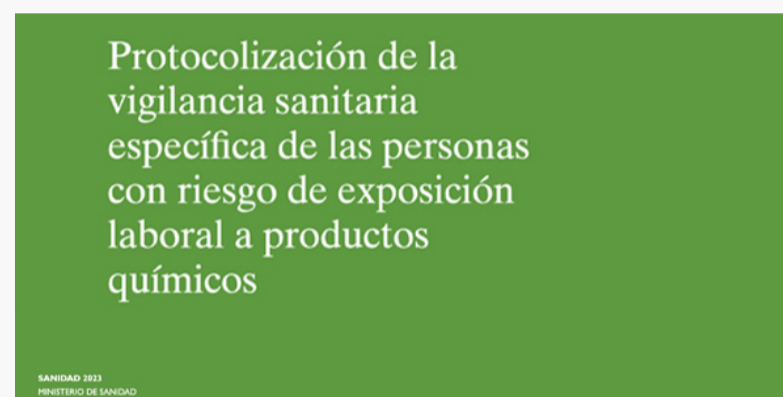 Protocolización de la
vigilancia sanitaria
específica de las personas
con riesgo de exposición
laboral a productos
químicos
SANIDAD 2023
MINISTERIO DE SANIDAD